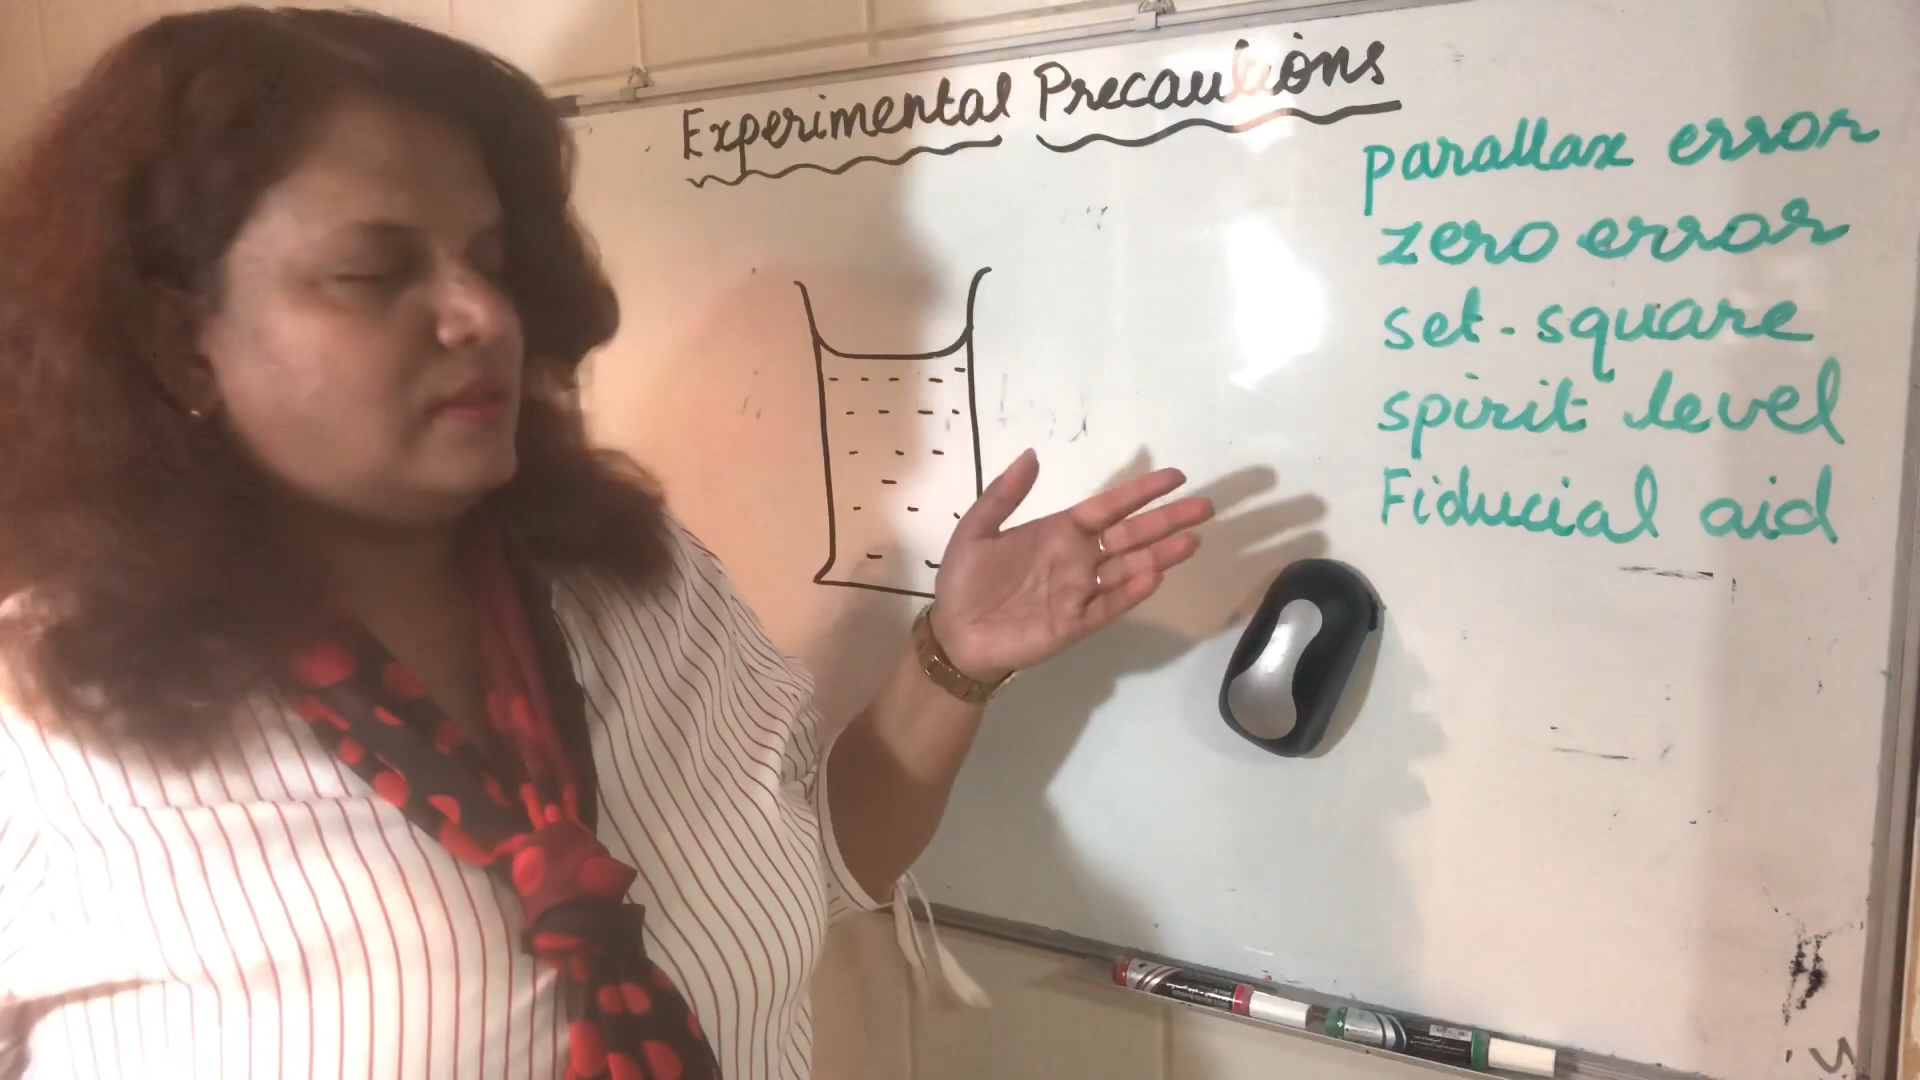 Experimental Precautions
parallax error
zero error
set-square
spirit level
Fiducial aid